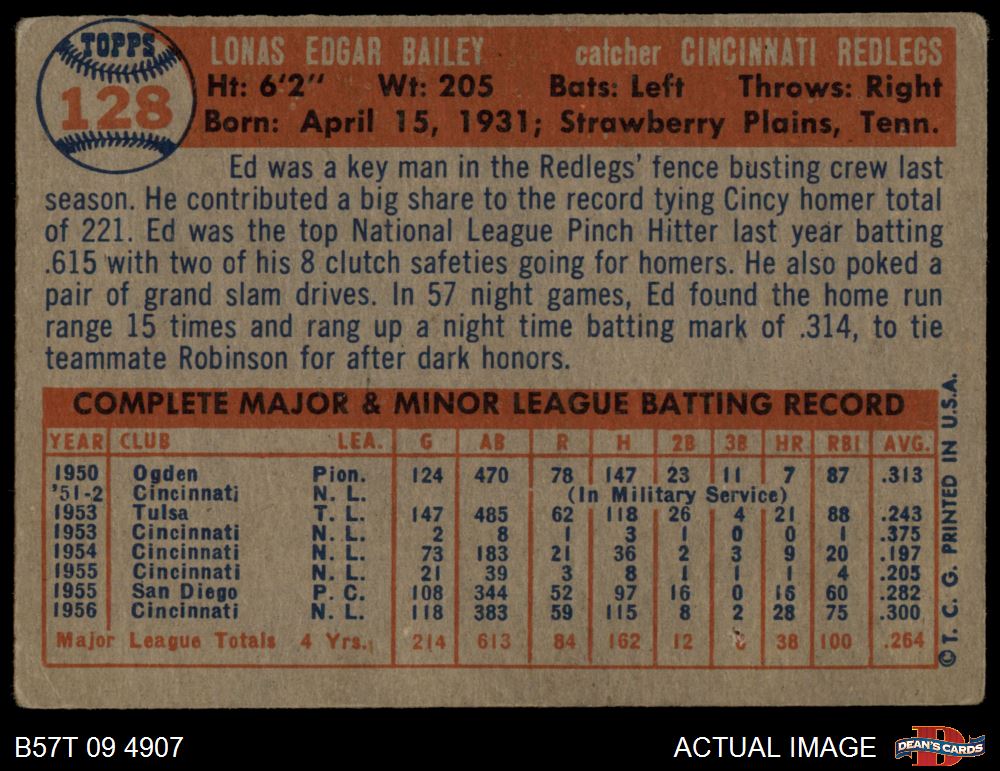 TOPPS
128
LONAS EDGAR BAILEY catcher CINCINNATI REDLEGS
Ht: 6'2" Wt: 205 Bats: Left Throws: Right
Born: April 15, 1931; Strawberry Plains, Tenn.
Ed was a key man in the Redlegs' fence busting crew last
season. He contributed a big share to the record tying Cincy homer total
of 221. Ed was the top National League Pinch Hitter last year batting
.615 with two of his 8 clutch safeties going for homers. He also poked a
pair of grand slam drives. In 57 night games, Ed found the home run
range 15 times and rang up a night time batting mark of .314, to tie
teammate Robinson for after dark honors.
COMPLETE MAJOR & MINOR LEAGUE BATTING RECORD
YEAR CLUB LEA. G AB R H 2B 3B HR RBI AVG.
1950 Ogden Pion. 124 470 78 147 23 11 7 87 .313
'51-2 Cincinnati N. L. (In Military Service)
1953 Tulsa T. L. 147 485 62 118 26 4 21 88 .243
1953 Cincinnati N. L. 2 8 1 3 1 0 0 1 .375
1954 Cincinnati N. L. 73 183 21 36 2 3 9 20 .197
1955 Cincinnati N. L. 21 39 3 8 1 1 1 4 .205
1955 San Diego P. C. 108 344 52 97 16 0 16 60 .282
1956 Cincinnati N. L. 118 383 59 115 8 2 28 75 .300
Major League Totals 4 Yrs. 214 613 84 162 12 38 100 .264
© T. C. G. PRINTED IN U.S.A.
B57T 09 4907 ACTUAL IMAGE DEAN'S CARDS